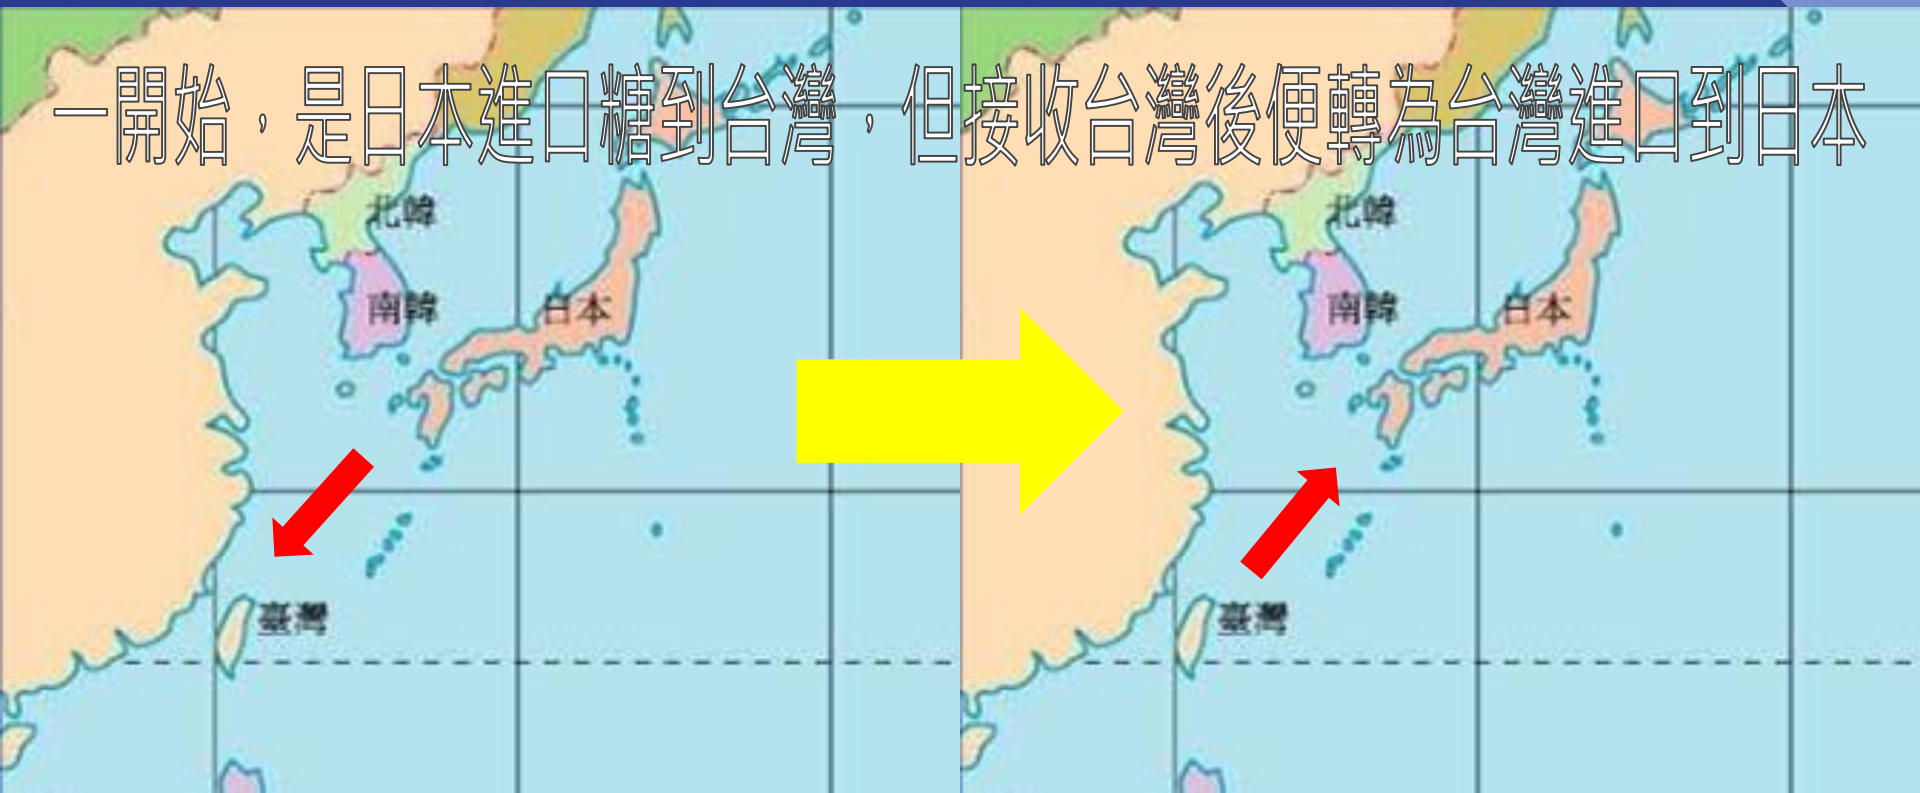 一開始，是日本進口糖到台灣，但接收台灣後便轉為台灣進口到日本
北韓
南韓
日本
臺灣
北韓
南韓
日本
臺灣